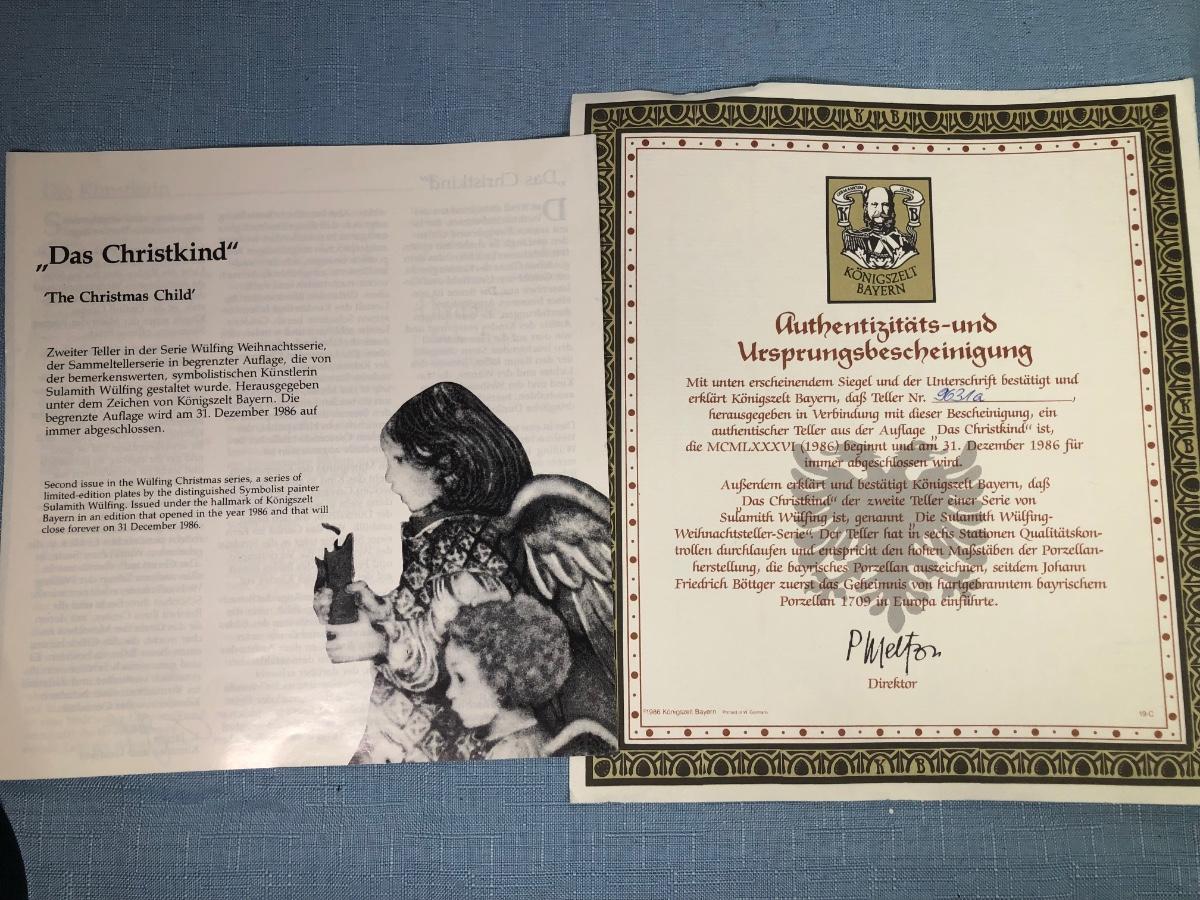 „Das Christkind“
'The Christmas Child'
Zweiter Teller in der Serie Wülfing Weihnachtsserie,
der Sammeltellerserie in begrenzter Auflage, die von
der bemerkenswerten, symbolistischen Künstlerin
Sulamith Wülfing gestaltet wurde. Herausgegeben
unter dem Zeichen von Königszelt Bayern. Die
begrenzte Auflage wird am 31. Dezember 1986 auf
immer abgeschlossen.
Second issue in the Wülfing Christmas series, a series of
limited-edition plates by the distinguished Symbolist painter
Sulamith Wülfing. Issued under the hallmark of Königszelt
Bayern in an edition that opened in the year 1986 and that will
close forever on 31 December 1986.
K B
GERMANORUM GLORIA
K B
KÖNIGSZELT
BAYERN
Authentizitäts-und
Ursprungsbescheinigung
Mit unten erscheinendem Siegel und der Unterschrift bestätigt und
erklärt Königszelt Bayern, daß Teller Nr. 9631a,
herausgegeben in Verbindung mit dieser Bescheinigung, ein
authentischer Teller aus der Auflage „Das Christkind“ ist,
die MCMLXXXVI (1986) beginnt und am 31. Dezember 1986 für
immer abgeschlossen wird.
Außerdem erklärt und bestätigt Königszelt Bayern, daß
„Das Christkind“ der zweite Teller einer Serie von
Sulamith Wülfing ist, genannt „Die Sulamith Wülfing-
Weihnachtsteller-Serie“. Der Teller hat in sechs Stationen Qualitätskon-
trollen durchlaufen und entspricht den hohen Maßstäben der Porzellan-
herstellung, die bayrisches Porzellan auszeichnen, seitdem Johann
Friedrich Böttger zuerst das Geheimnis von hartgebranntem bayrischem
Porzellan 1709 in Europa einführte.
P Melton
Direktor
©1986 Königszelt Bayern Printed in W. Germany
19-C
K B